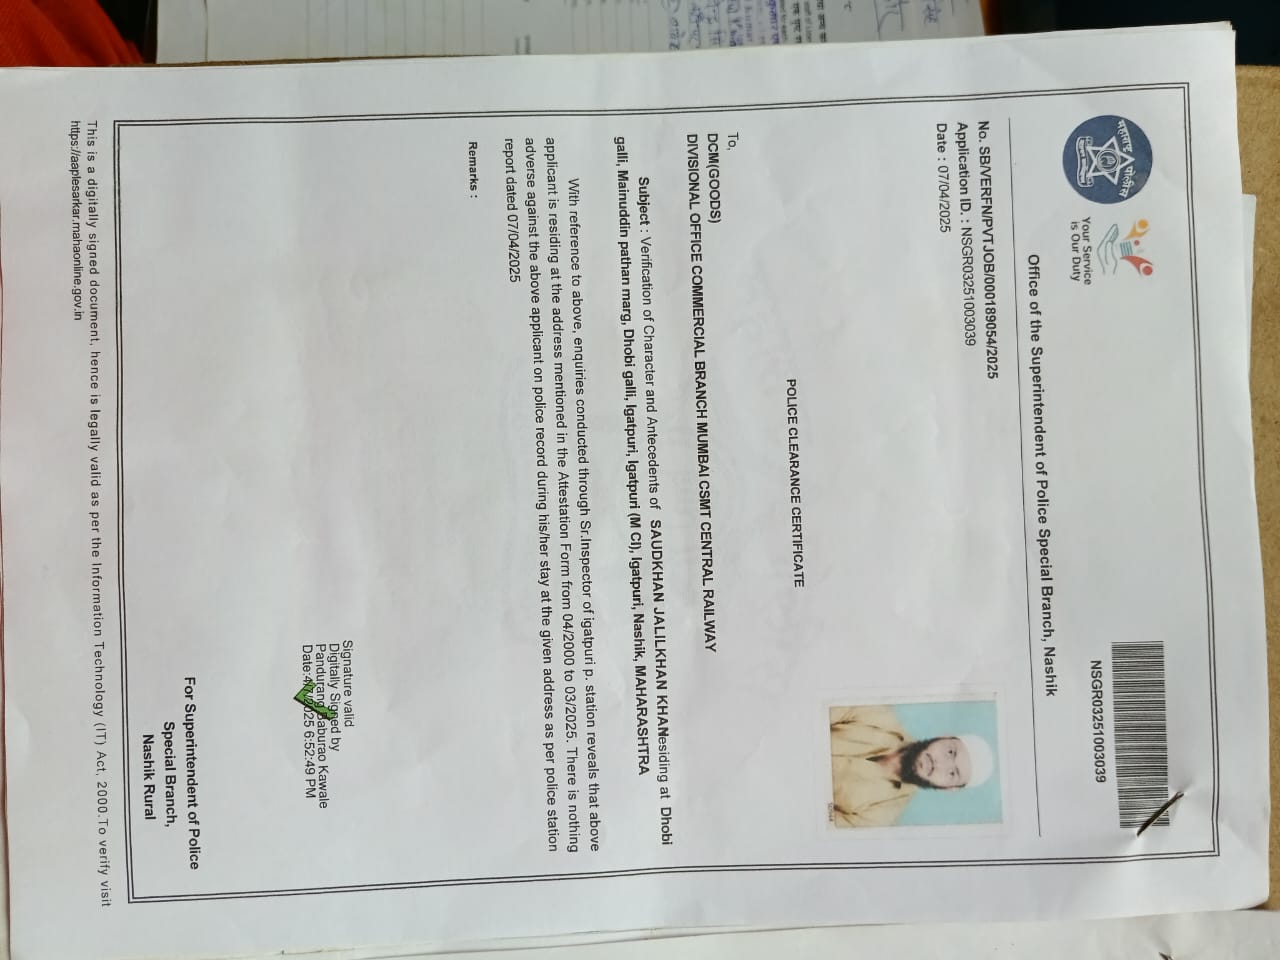 महाराष्ट्र पोलीस
Your Service
is Our Duty
NSGR03251003039
Office of the Superintendent of Police Special Branch, Nashik
No. SB/VERFN/PVTJOB/000189054/2025
Application ID. : NSGR03251003039
Date : 07/04/2025
POLICE CLEARANCE CERTIFICATE
To,
DCM(GOODS)
DIVISIONAL OFFICE COMMERCIAL BRANCH MUMBAI CSMT CENTRAL RAILWAY
Subject : Verification of Character and Antecedents of SAUDKHAN JALILKHAN KHANesiding at Dhobi
galli, Mainuddin pathan marg, Dhobi galli, Igatpuri, Igatpuri (M Cl), Igatpuri, Nashik, MAHARASHTRA
With reference to above, enquiries conducted through Sr.Inspector of igatpuri p. station reveals that above
applicant is residing at the address mentioned in the Attestation Form from 04/2000 to 03/2025. There is nothing
adverse against the above applicant on police record during his/her stay at the given address as per police station
report dated 07/04/2025
Remarks :
Signature valid
Digitally Signed by
Pandurang Baburao Kawale
Date:4/7/2025 6:52:49 PM
For Superintendent of Police
Special Branch,
Nashik Rural
This is a digitally signed document, hence is legally valid as per the Information Technology (IT) Act, 2000.To verify visit
https://aaplesarkar.mahaonline.gov.in